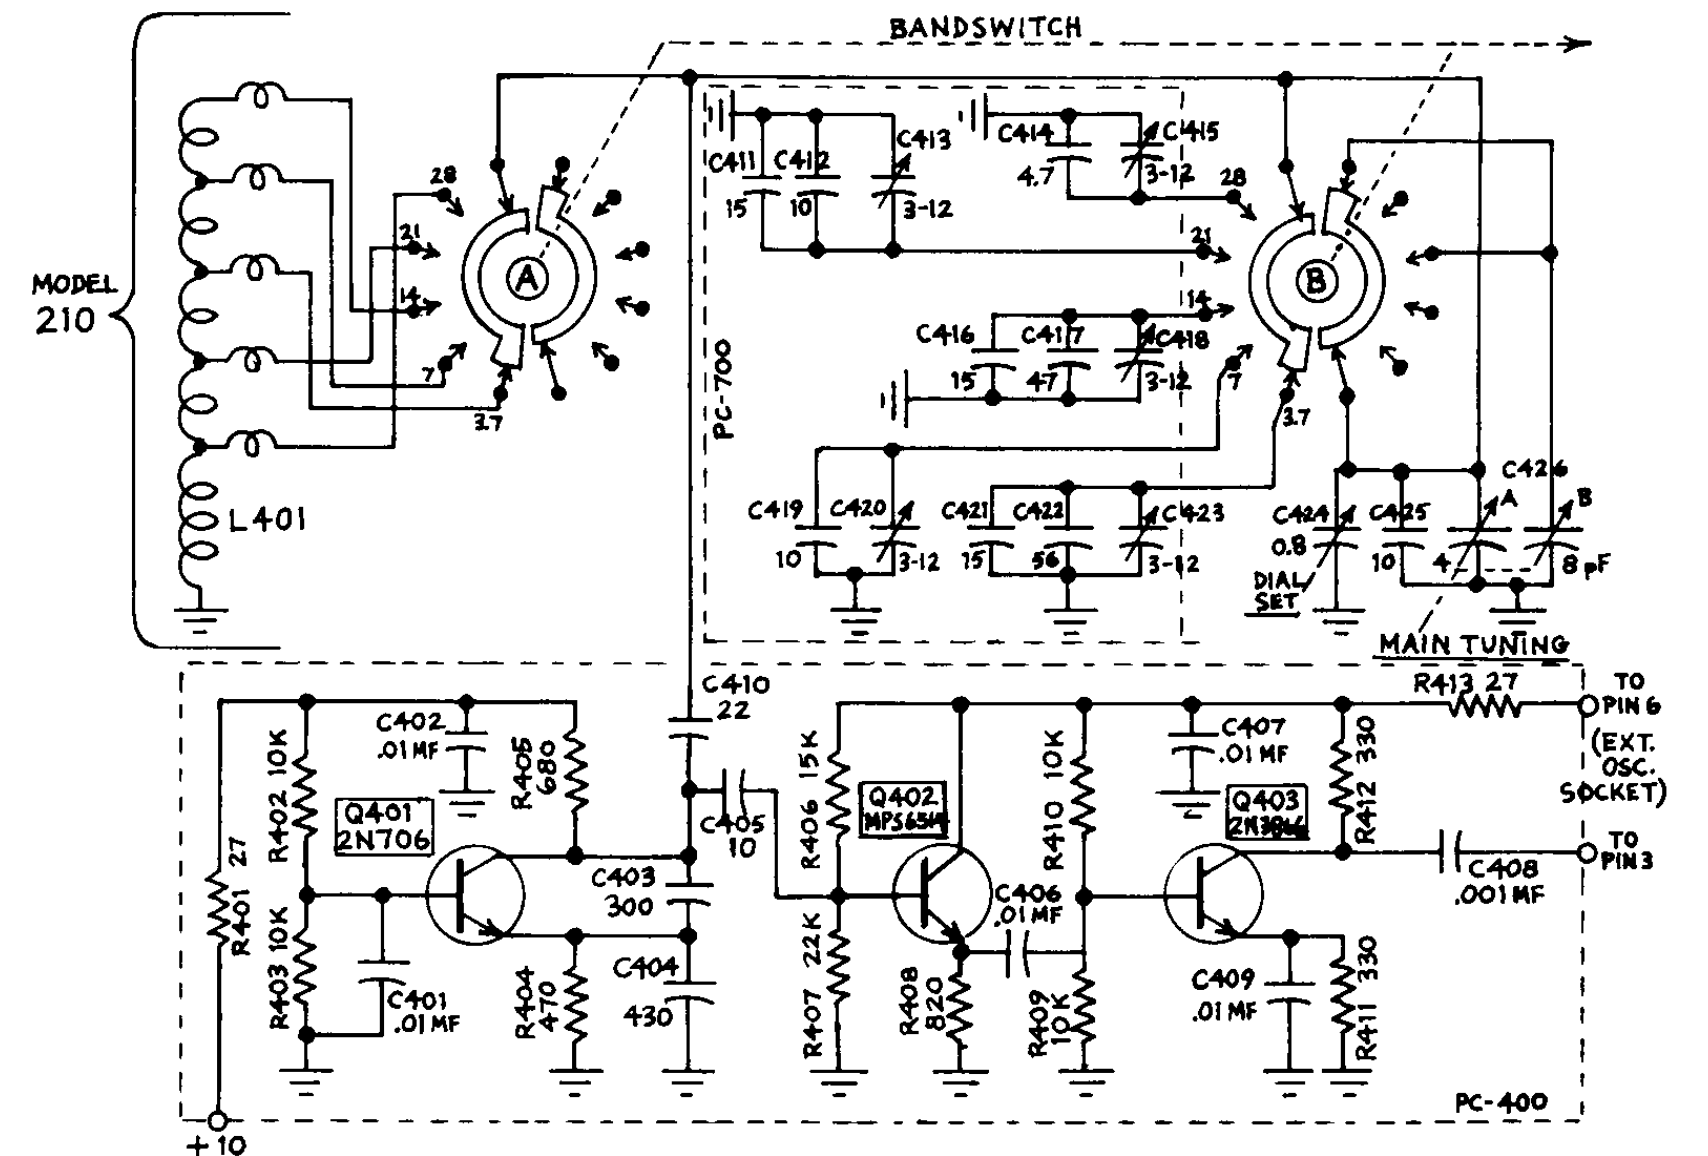 BANDSWITCH
MODEL
210
L401
28
21
14
7
3.7
A
PC-700
C411
15
C412
10
C413
3-12
C414
4.7
C415
3-12
28
21
14
7
3.7
B
C416
15
C417
47
C418
3-12
C419
10
C420
3-12
C421
15
C422
56
C423
3-12
C424
0.8
DIAL
SET
C425
10
C426
A
B
4
8 pF
MAIN TUNING
C410
22
C402
.01 MF
R405
680
R402 10K
Q401
2N706
R401 27
R403 10K
C401
.01 MF
R404
470
C403
300
C404
430
C405
10
R406 15K
R407 22K
Q402
R408
820
C406
.01 MF
R410 10K
R409
10K
C407
.01 MF
Q403
R412 330
R413 27
TO
PIN 6
(EXT.
OSC.
SOCKET)
TO
PIN 3
C408
.001 MF
C409
.01 MF
R411 330
PC-400
+10